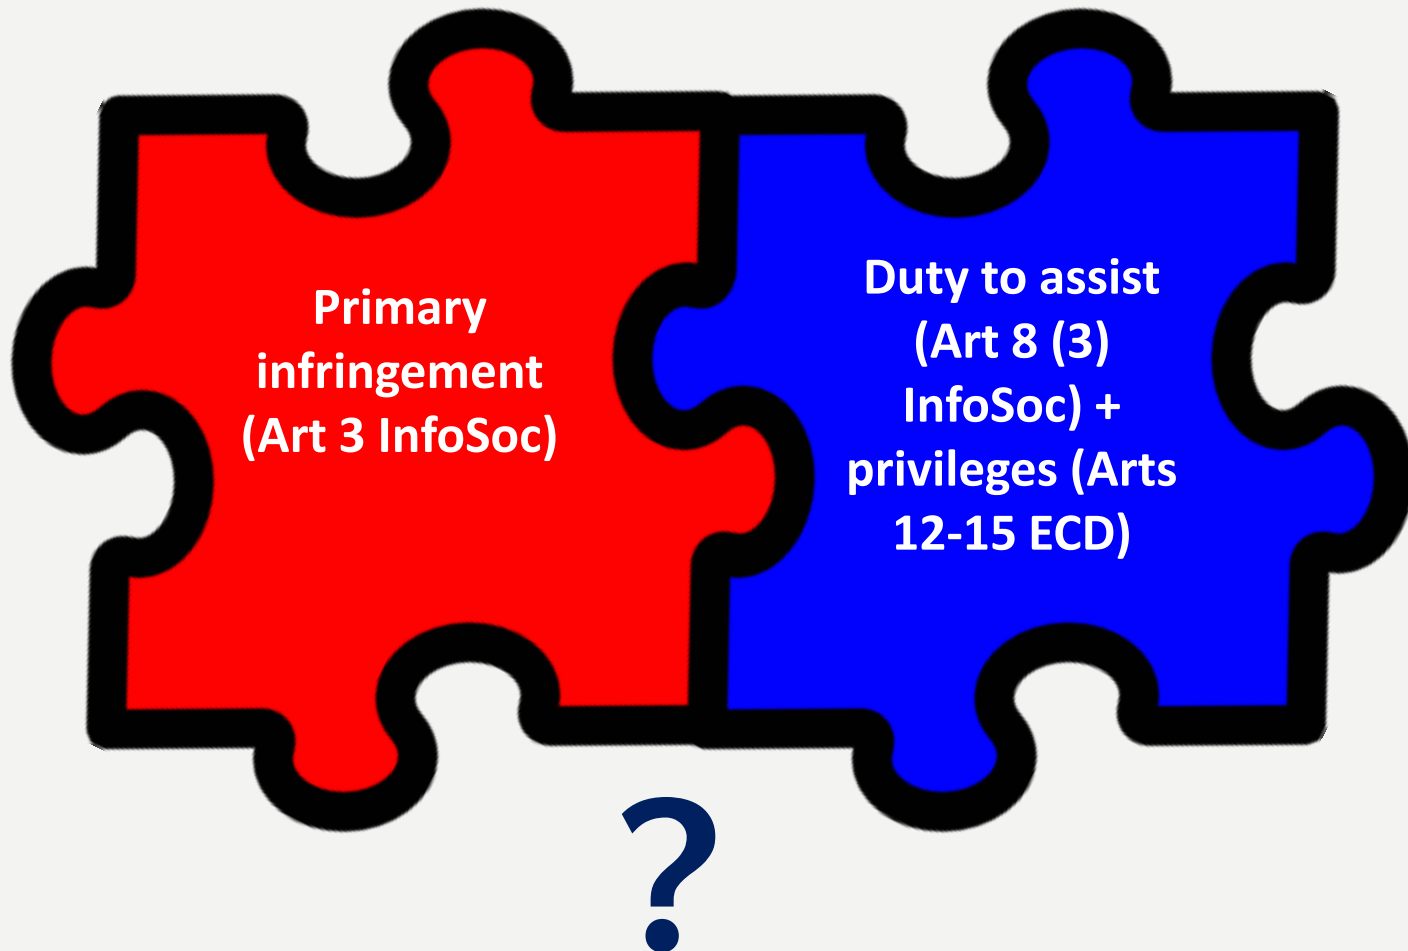 Primary
infringement
(Art 3 InfoSoc)
Duty to assist
(Art 8 (3)
InfoSoc) +
privileges (Arts
12-15 ECD)
?